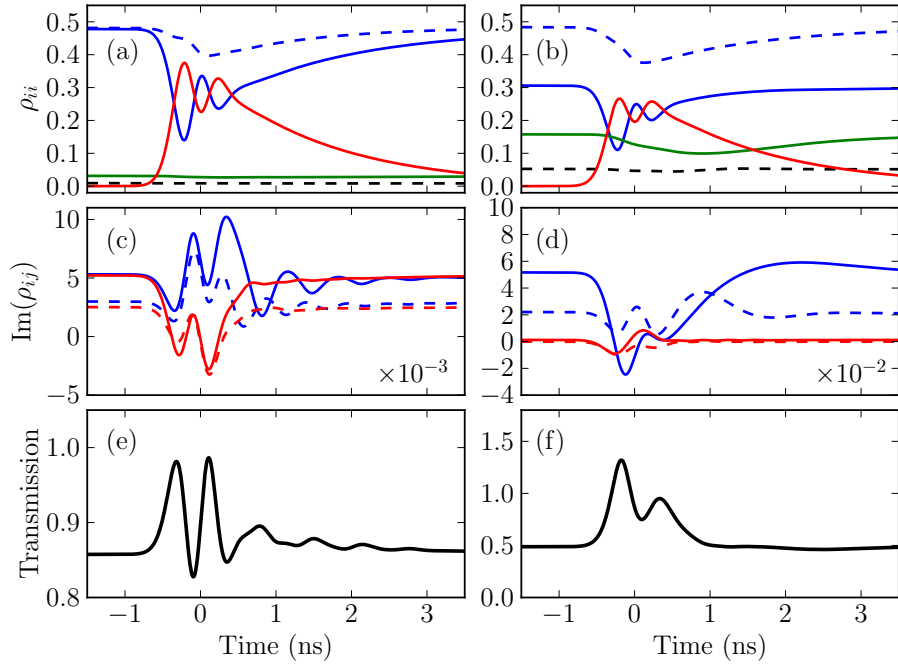 0.5 (a) 0.5 (b)
0.4 0.4
ρii 0.3 0.3
0.2 0.2
0.1 0.1
0.0 0.0
10 (c) 8 (d)
6
5 4
Im(ρij) 2
0 0
−2
−5 ×10−3 −4 ×10−2
(e) 1.5 (f)
1.0
Transmission 1.0
0.9
0.5
0.8 0.0
−1 0 1 2 3 −1 0 1 2 3
Time (ns) Time (ns)